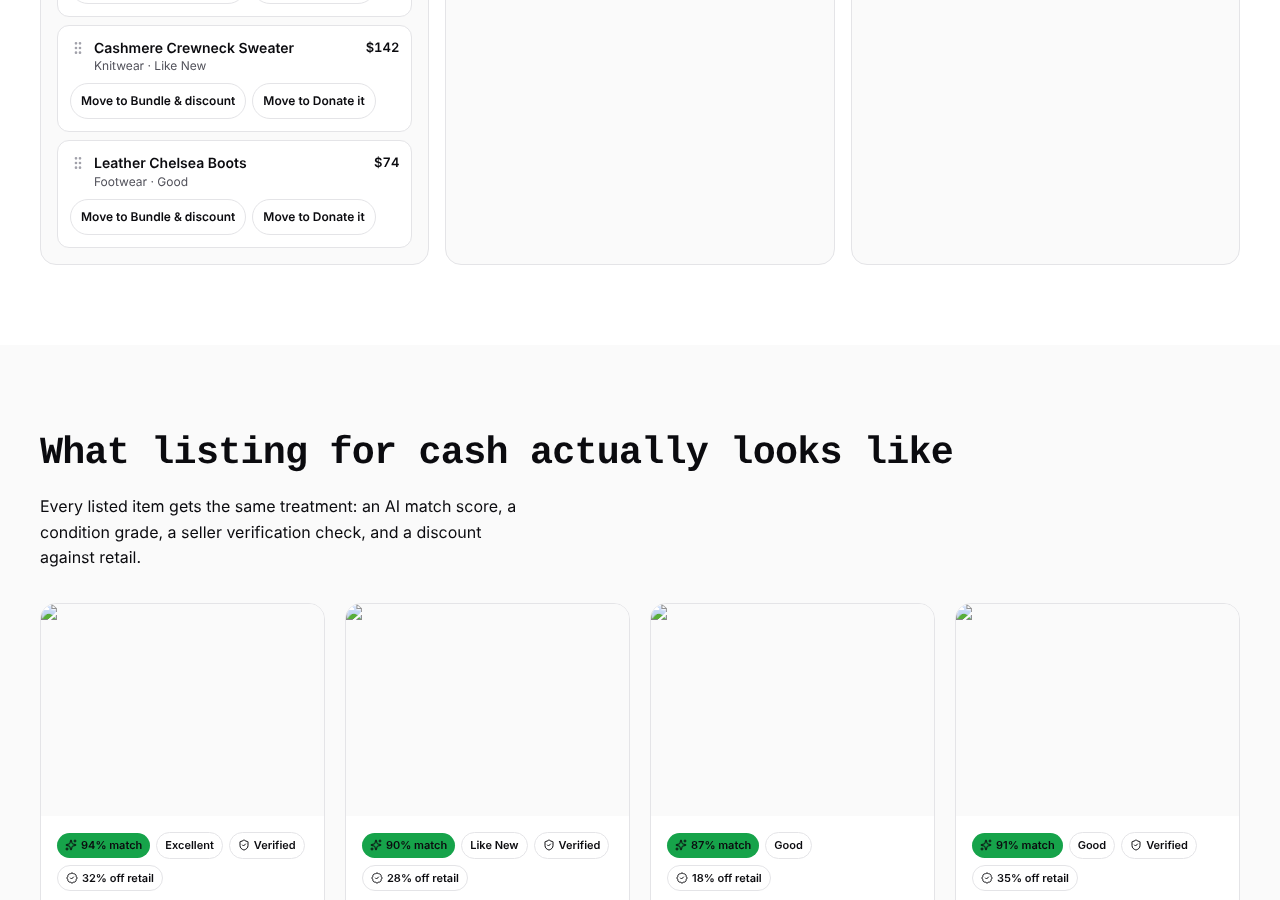 Cashmere Crewneck Sweater $142
Knitwear · Like New
Move to Bundle & discount Move to Donate it
Leather Chelsea Boots $74
Footwear · Good
Move to Bundle & discount Move to Donate it
What listing for cash actually looks like
Every listed item gets the same treatment: an AI match score, a
condition grade, a seller verification check, and a discount
against retail.
94% match Excellent Verified
32% off retail
90% match Like New Verified
28% off retail
87% match Good
18% off retail
91% match Good Verified
35% off retail